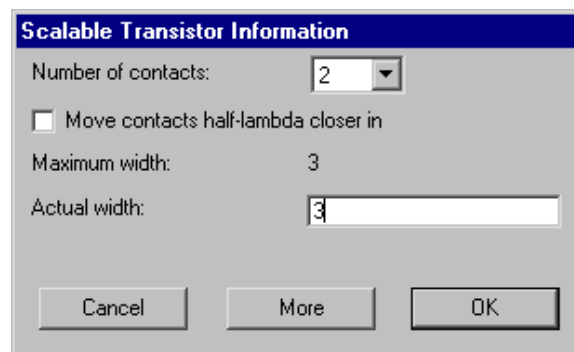 Scalable Transistor Information
Number of contacts: 2
Move contacts half-lambda closer in
Maximum width: 3
Actual width: 3
Cancel More OK